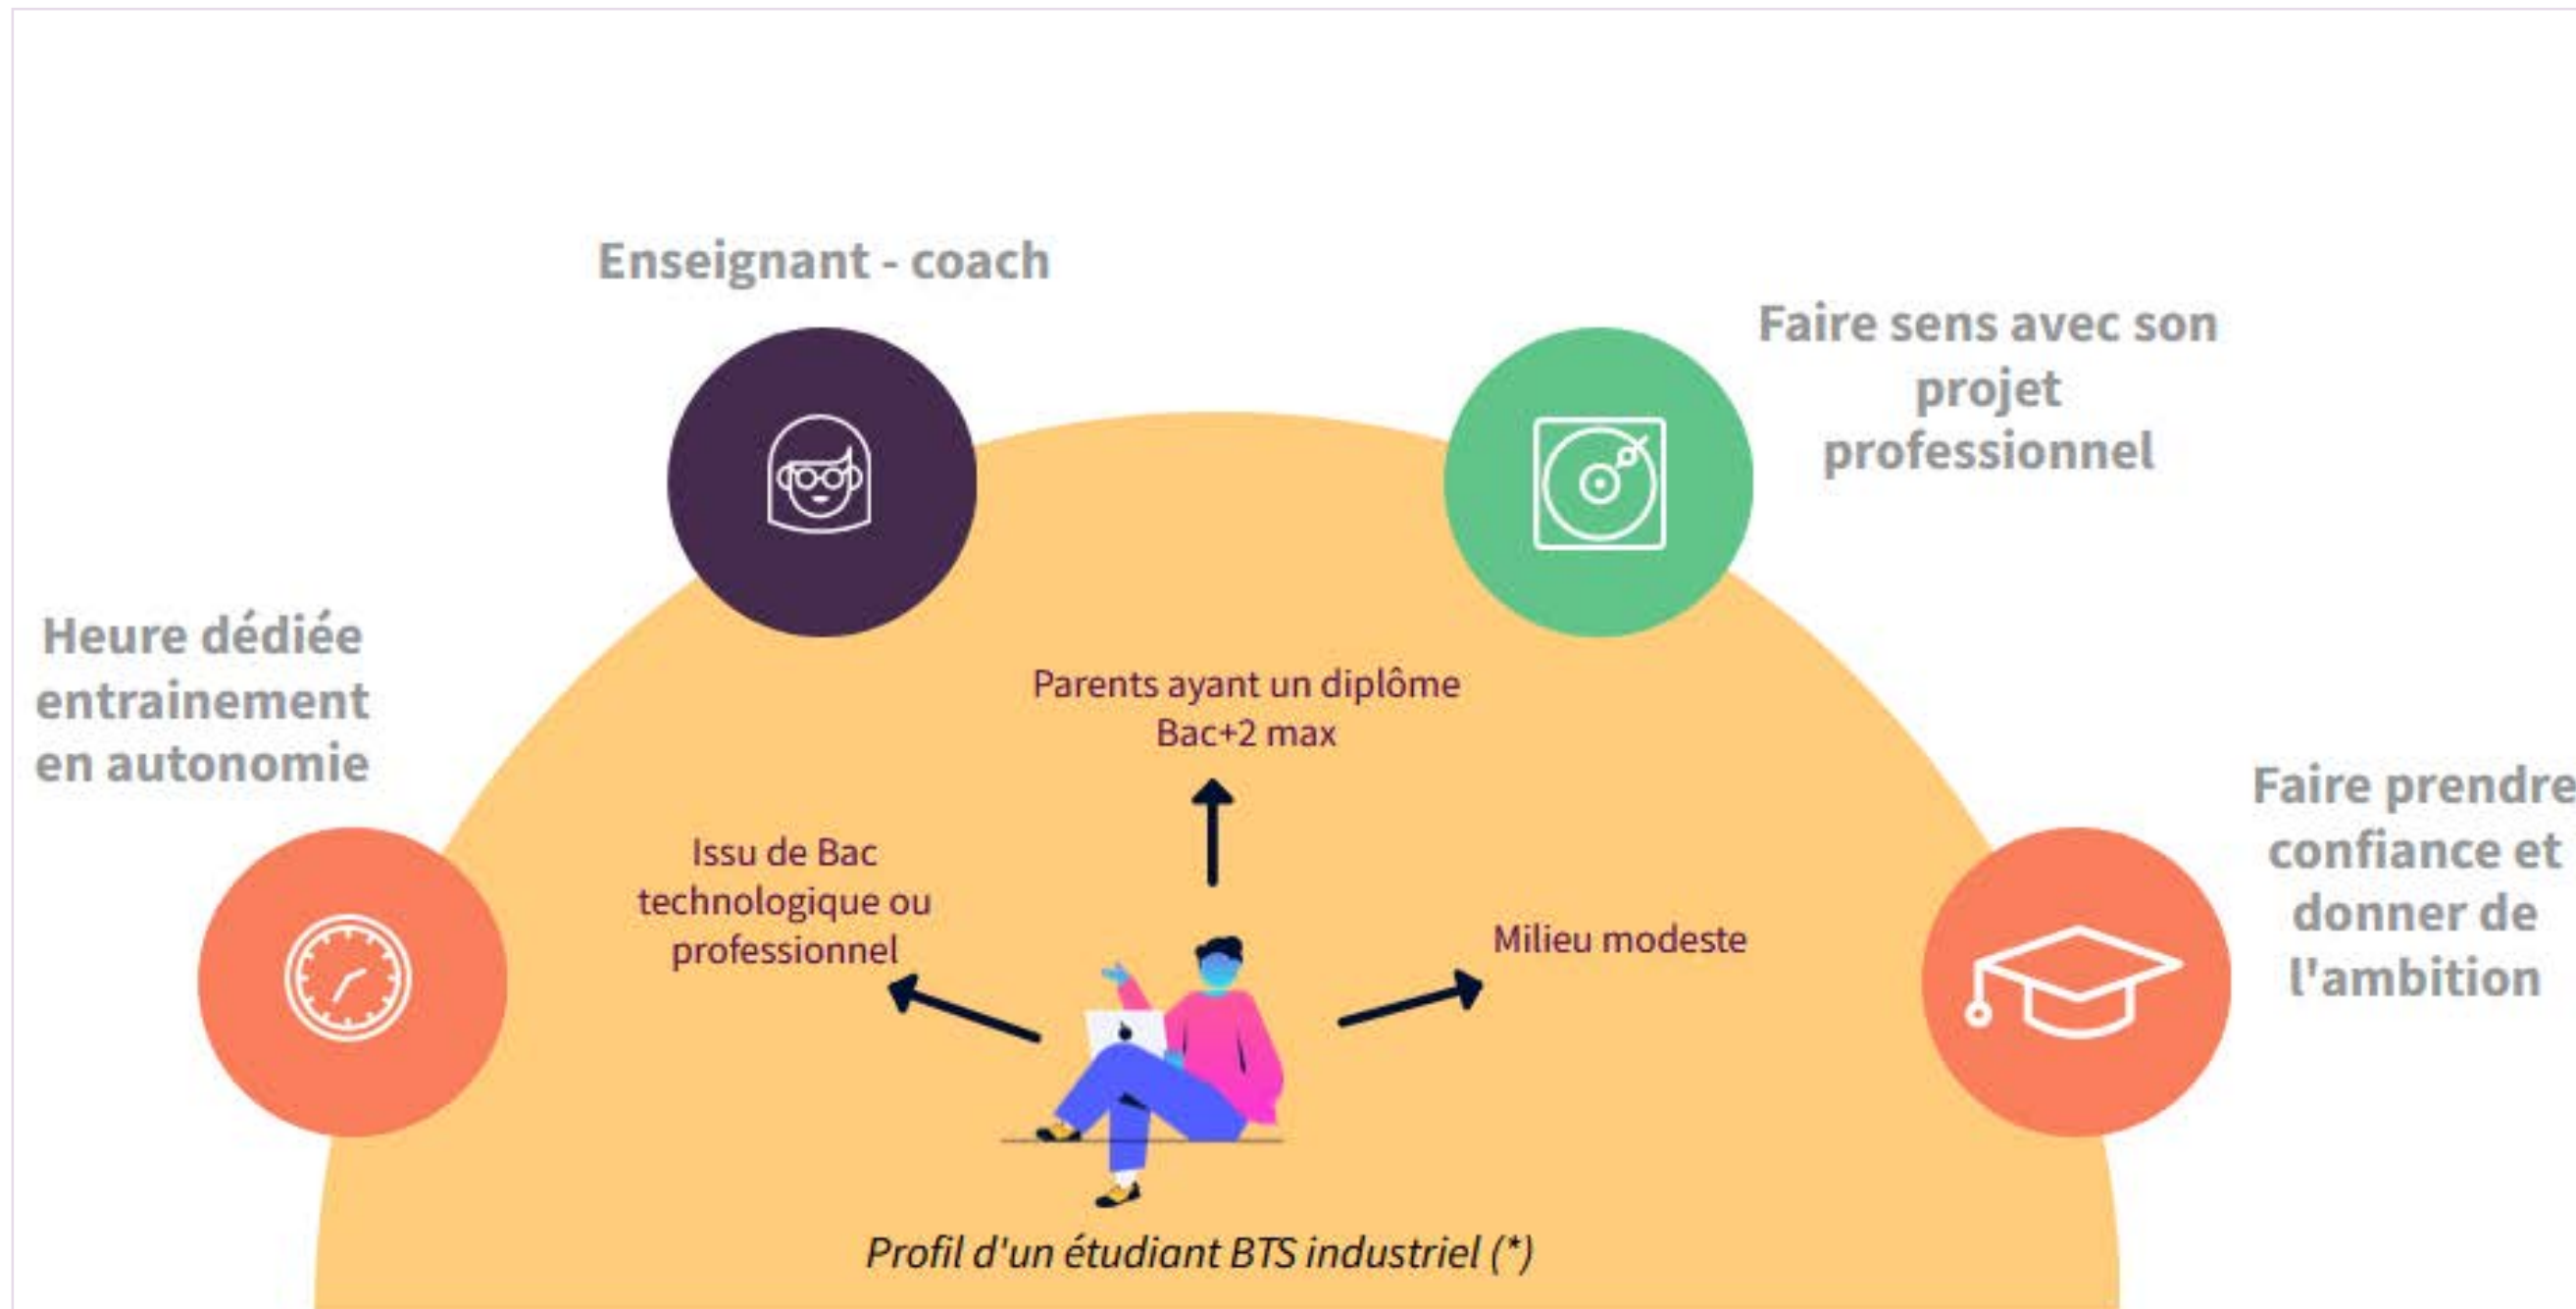 Enseignant - coach
Faire sens avec son
projet
professionnel
Heure dédiée
entrainement
en autonomie
Parents ayant un diplôme
Bac+2 max
Faire prendre
confiance et
donner de
l'ambition
Issu de Bac
technologique ou
professionnel
Milieu modeste
Profil d'un étudiant BTS industriel (*)